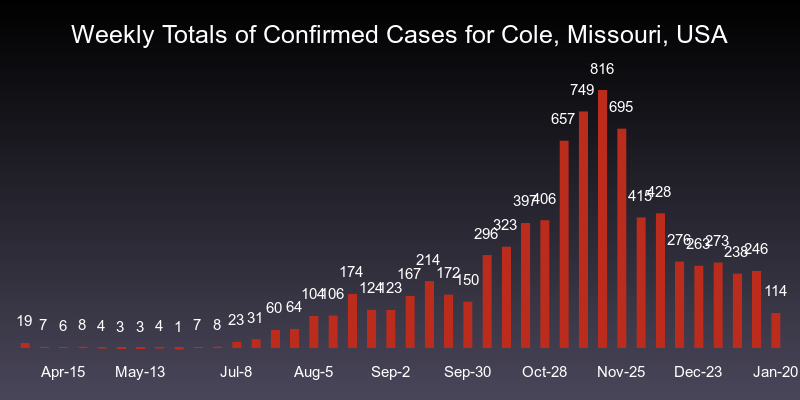 Weekly Totals of Confirmed Cases for Cole, Missouri, USA
19 7 6 8 4 3 3 4 1 7 8 23 31 60 64 104 106 174 124 123 167 214 172 150 296 323 397 406 657 749 816 695 415 428 276 263 273 238 246 114
Apr-15 May-13 Jul-8 Aug-5 Sep-2 Sep-30 Oct-28 Nov-25 Dec-23 Jan-20